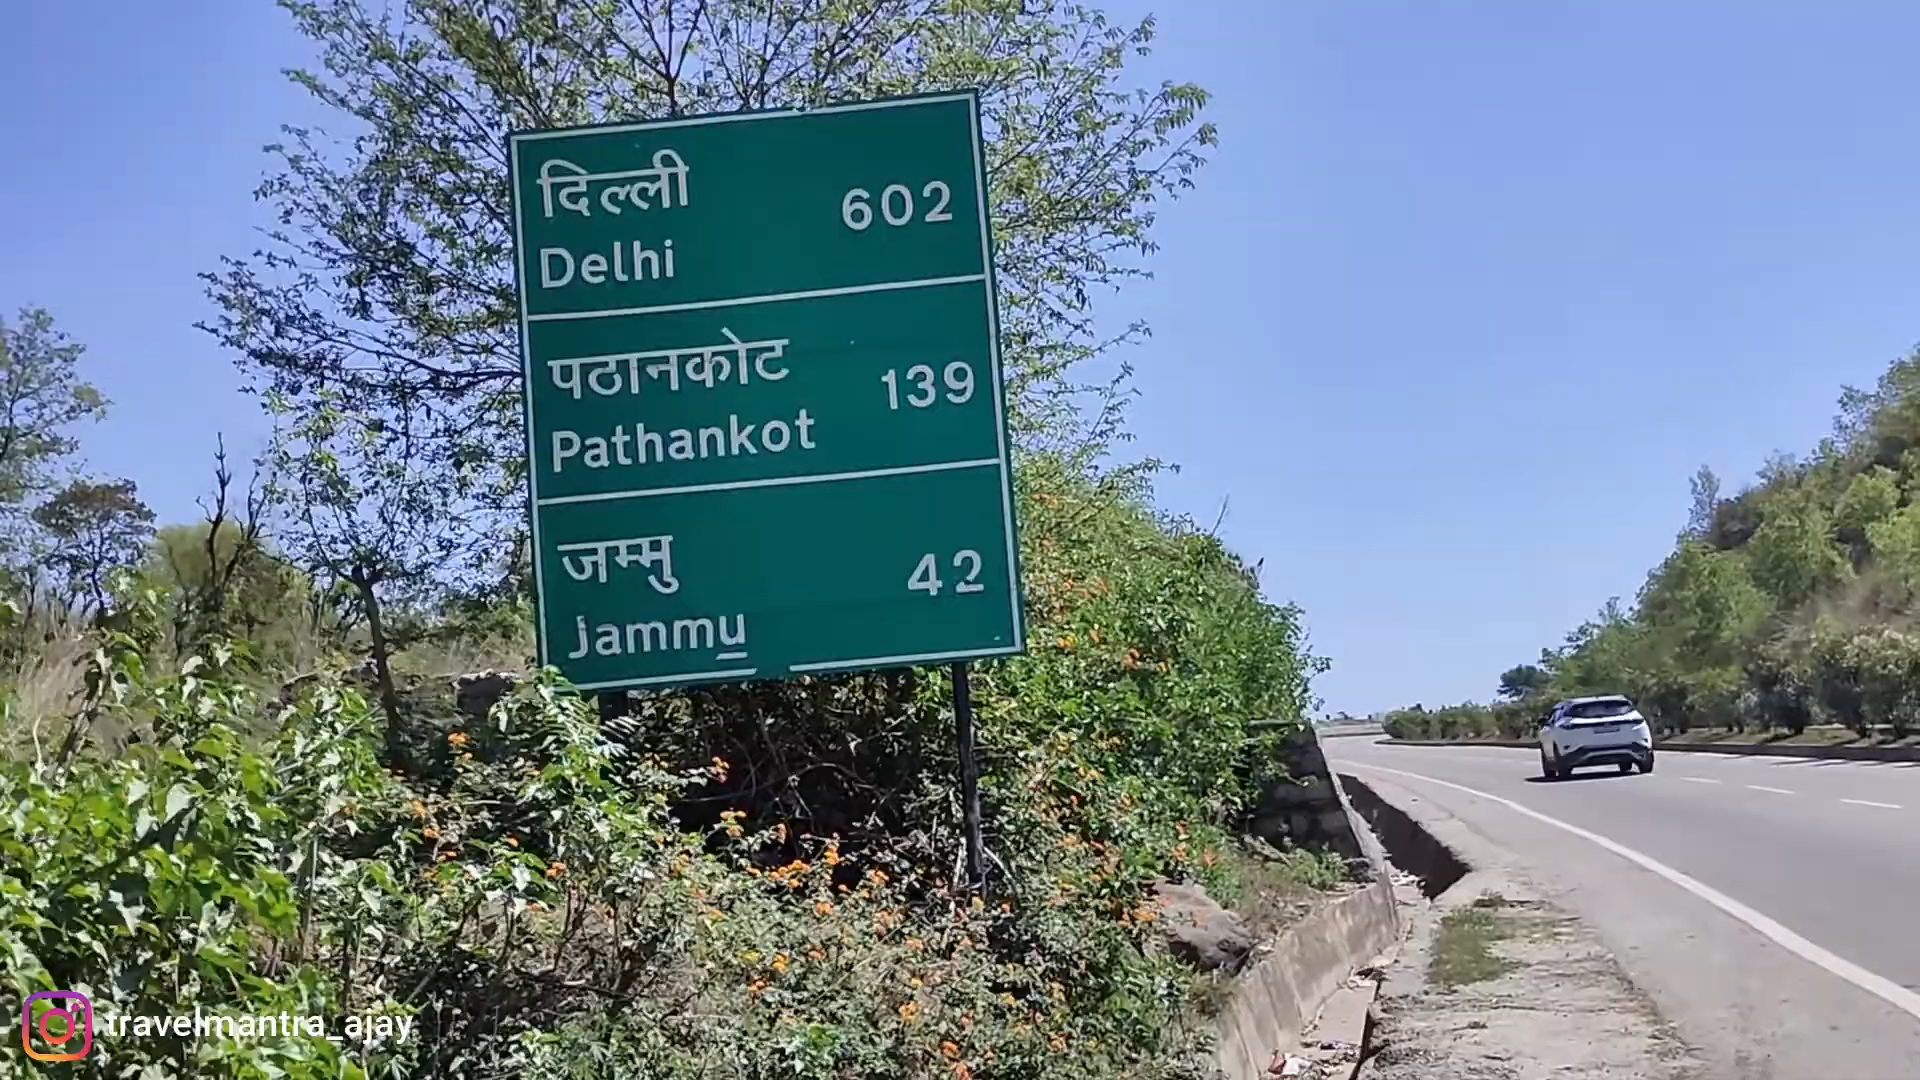 दिल्ली
Delhi 602
पठानकोट
Pathankot 139
जम्मु
Jammu 42
travelmantra_ajay